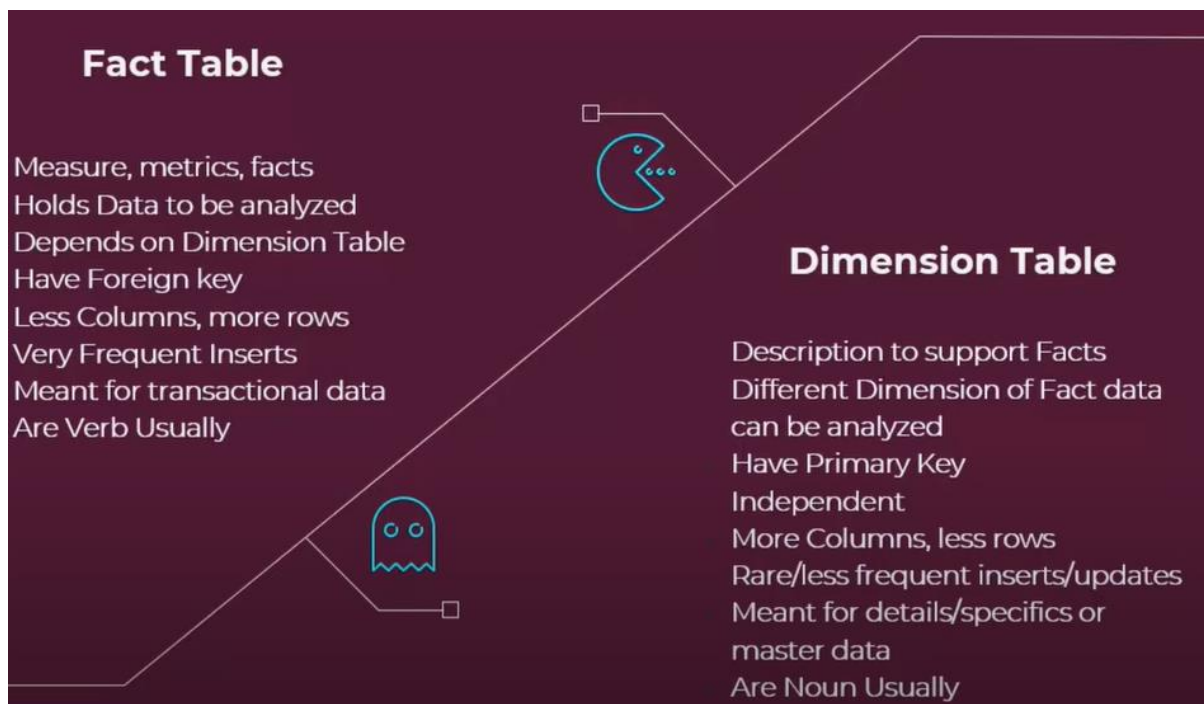 Fact Table
Measure, metrics, facts
Holds Data to be analyzed
Depends on Dimension Table
Have Foreign key
Less Columns, more rows
Very Frequent Inserts
Meant for transactional data
Are Verb Usually
Dimension Table
Description to support Facts
Different Dimension of Fact data
can be analyzed
Have Primary Key
Independent
More Columns, less rows
Rare/less frequent inserts/updates
Meant for details/specifics or
master data
Are Noun Usually